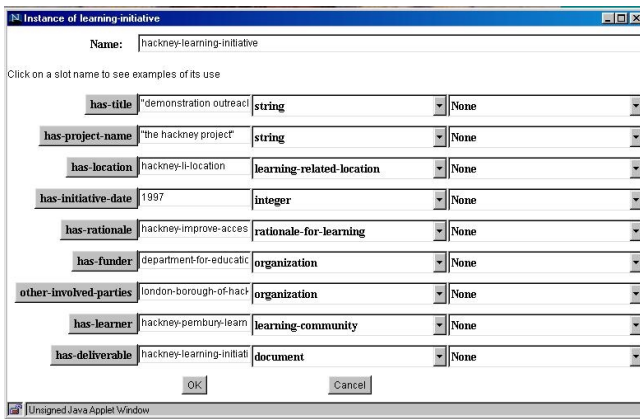 Instance of learning-initiative
Name: hackney-learning-initiative
Click on a slot name to see examples of its use
has-title "demonstration outreacl string None
has-project-name "the hackney project" string None
has-location hackney-li-location learning-related-location None
has-initiative-date 1997 integer None
has-rationale hackney-improve-acces rationale-for-learning None
has-funder department-for-educatic organization None
other-involved-parties london-borough-of-hack organization None
has-learner hackney-pembury-learn learning-community None
has-deliverable hackney-learning-initiati document None
OK Cancel
Unsigned Java Applet Window